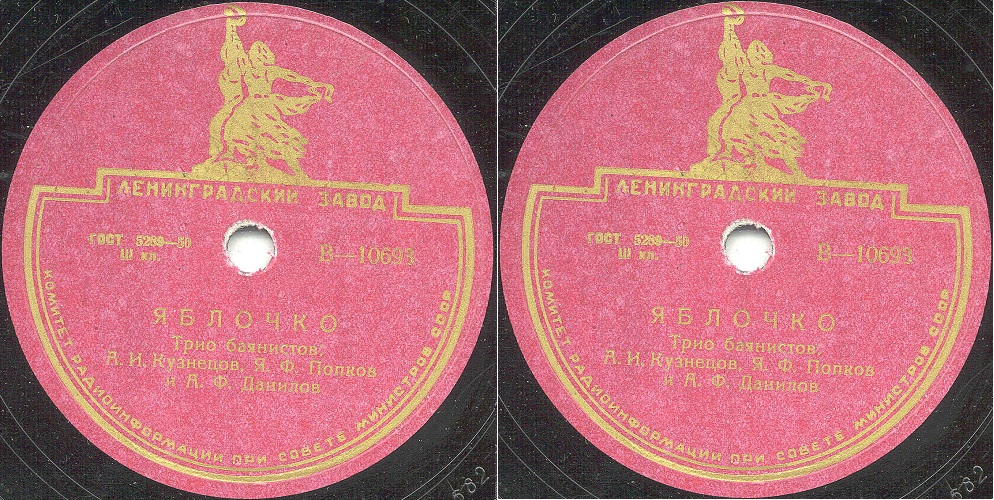 ЛЕНИНГРАДСКИЙ ЗАВОД
ГОСТ 5289—50
Ш кл.
В—10693
ЯБЛОЧКО
Трио баянистов:
А. И. Кузнецов, Я. Ф. Попков
и А. Ф. Данилов
КОМИТЕТ РАДИОИНФОРМАЦИИ ПРИ СОВЕТЕ МИНИСТРОВ СССР
582
ЛЕНИНГРАДСКИЙ ЗАВОД
ГОСТ 5289—50
Ш кл.
В—10693
ЯБЛОЧКО
Трио баянистов:
А. И. Кузнецов, Я. Ф. Попков
и А. Ф. Данилов
КОМИТЕТ РАДИОИНФОРМАЦИИ ПРИ СОВЕТЕ МИНИСТРОВ СССР
582